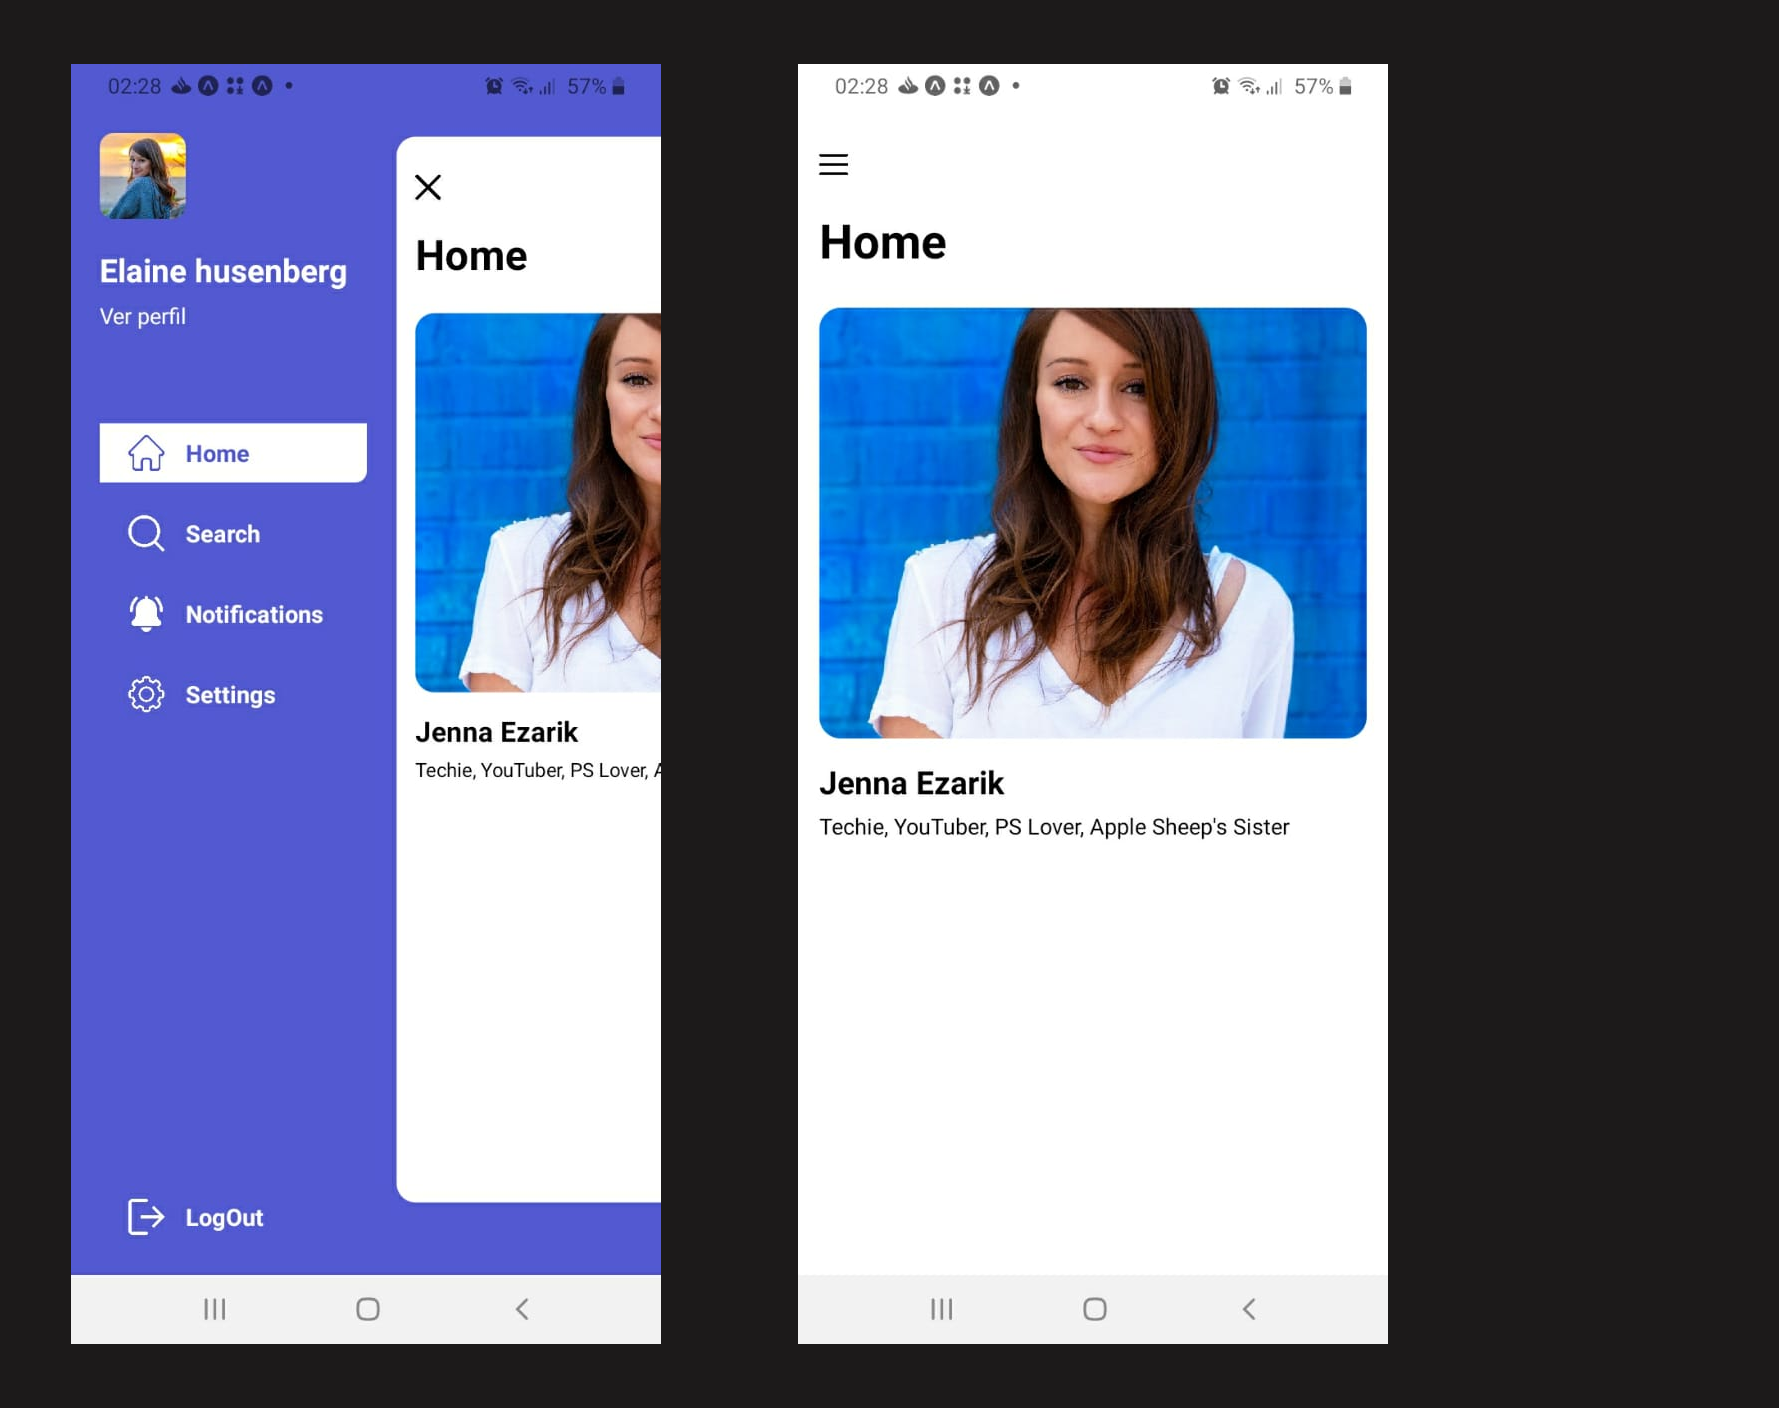 02:28
57%
Elaine husenberg
Ver perfil
Home
Search
Notifications
Settings
LogOut
Home
Jenna Ezarik
Techie, YouTuber, PS Lover, A
02:28
57%
Home
Jenna Ezarik
Techie, YouTuber, PS Lover, Apple Sheep's Sister